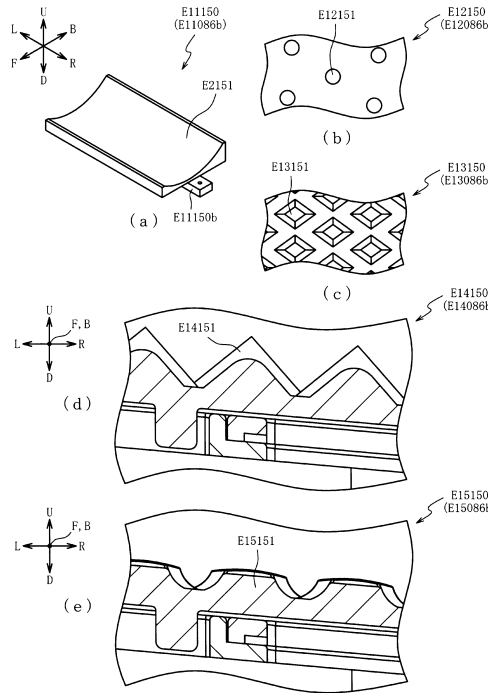 U
L B
F R
D
E11150
(E11086b)
E2151
E11150b
(a)
E12151
E12150
(E12086b)
(b)
E13151
E13150
(E13086b)
(c)
U
F, B
L R
D
E14151
E14150
(E14086b)
(d)
U
F, B
L R
D
E15151
E15150
(E15086b)
(e)